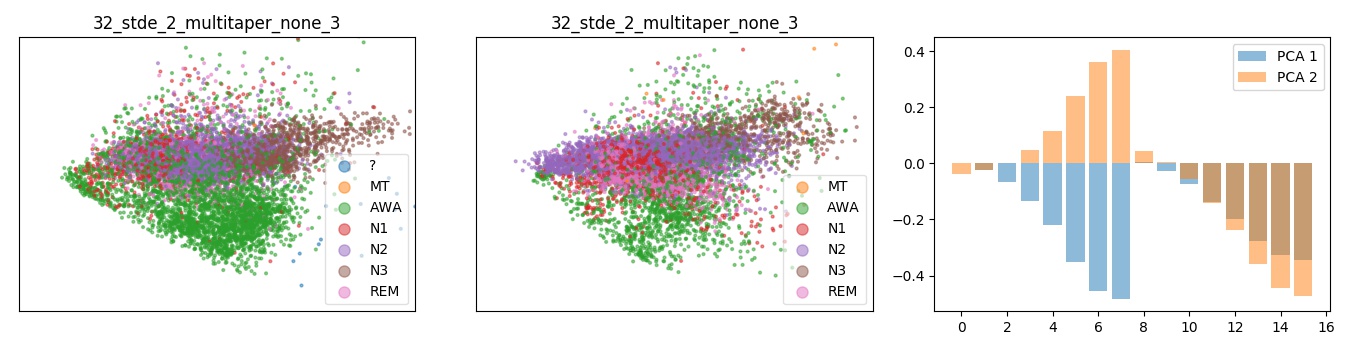 32_stde_2_multitaper_none_3
?
MT
AWA
N1
N2
N3
REM
32_stde_2_multitaper_none_3
MT
AWA
N1
N2
N3
REM
PCA 1
PCA 2
0.4
0.2
0.0
−0.2
−0.4
0 2 4 6 8 10 12 14 16